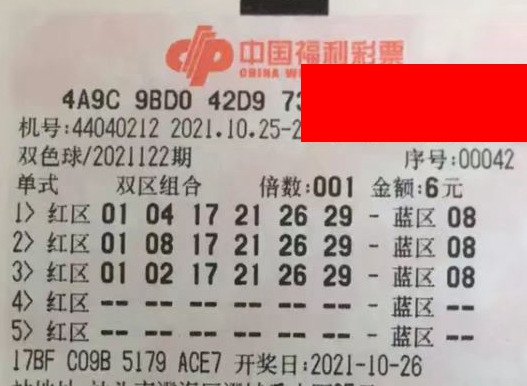 中国福利彩票
CHINA W
4A9C 9BD0 42D9 73
机号:44040212 2021.10.25-2
双色球/2021122期 序号:00042
单式 双区组合 倍数:001 金额:6元
1> 红区 01 04 17 21 26 29 - 蓝区 08
2> 红区 01 08 17 21 26 29 - 蓝区 08
3> 红区 01 02 17 21 26 29 - 蓝区 08
4> 红区 -- -- -- -- -- -- - 蓝区 --
5> 红区 -- -- -- -- -- -- - 蓝区 --
17BF C09B 5179 ACE7 开奖日:2021-10-26